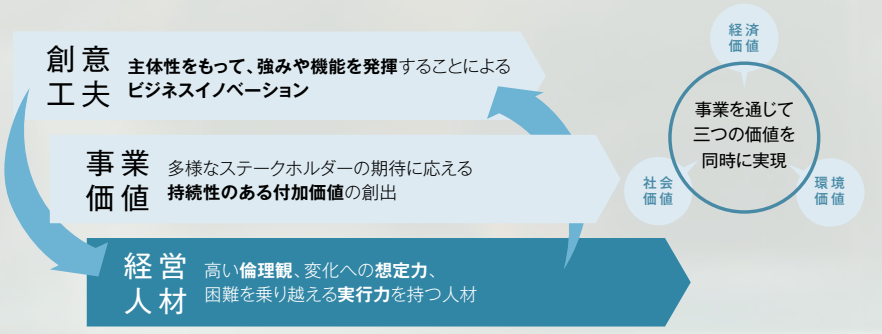 創意
工夫
主体性をもって、強みや機能を発揮することによる
ビジネスイノベーション
事業
価値
多様なステークホルダーの期待に応える
持続性のある付加価値の創出
経営
人材
高い倫理観、変化への想定力、
困難を乗り越える実行力を持つ人材
経済
価値
事業を通じて
三つの価値を
同時に実現
社会
価値
環境
価値